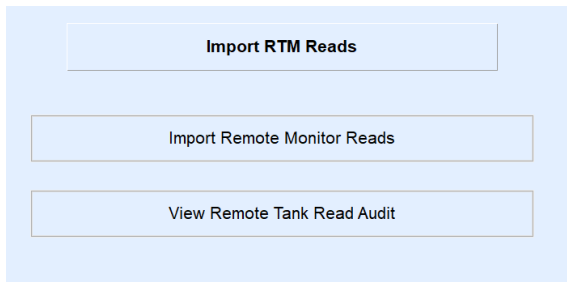 Import RTM Reads
Import Remote Monitor Reads
View Remote Tank Read Audit